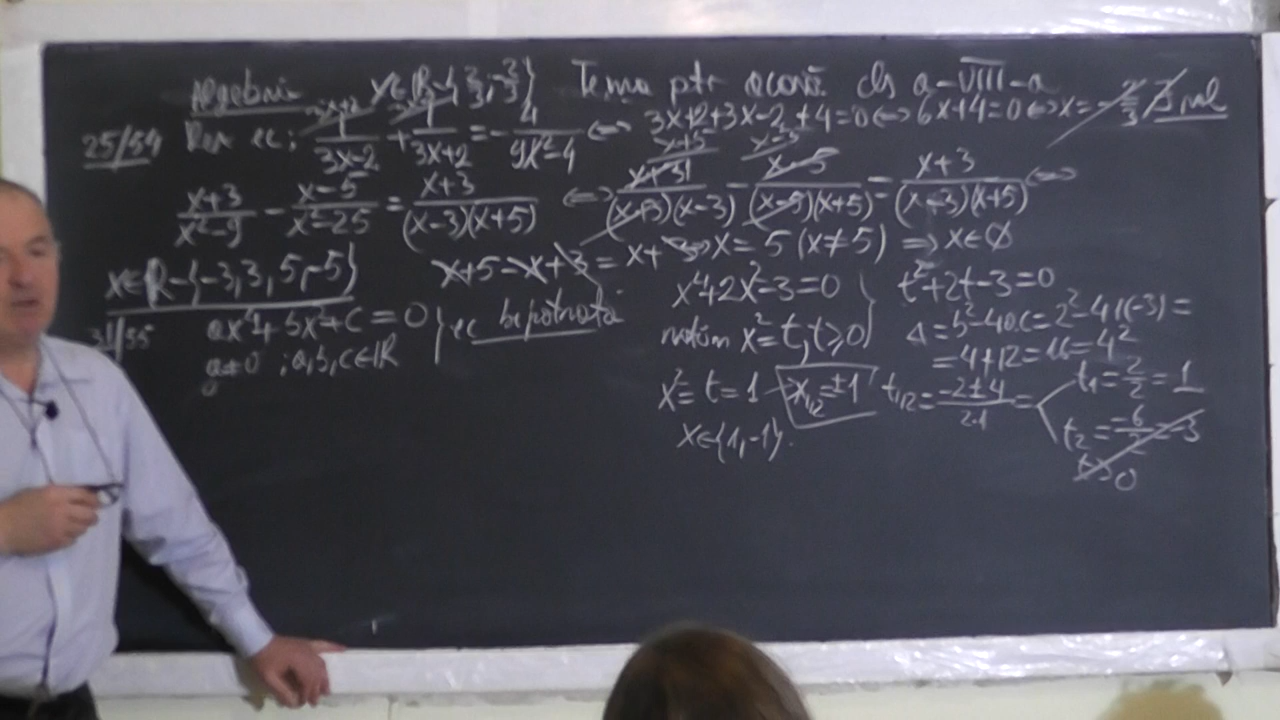 Algebră x∈R-{2/3; -2/3} Tema ptr acasă cls a-VIII-a
25/54 Rez ec: 1/(3x-2) + 1/(3x+2) = -4/(9x²-4) ⇔ 3x+2+3x-2+4=0 ⇔ 6x+4=0 ⇔ x=-2/3
(x+3)/(x²-9) - (x-5)/(x²-25) = (x+3)/((x-3)(x+5)) ⇔ (x+3)/((x+3)(x-3)) - (x-5)/((x-5)(x+5)) = (x+3)/((x-3)(x+5)) ⇔
x+5-x+3 = x+3 ⇔ x=5 (x≠5) ⇒ x∈∅
x∈R-{-3,3,5,-5}
31/55 ax⁴+bx²+c=0 } ec bipătrată
a≠0 ; a,b,c∈R
x⁴+2x²-3=0
notăm x²=t, t≥0
t²+2t-3=0
Δ=b²-4ac=2²-4·1(-3)=
=4+12=16=4²
x²=t=1 x₁,₂=±1
t₁,₂=(-2±4)/(2·1)=
t₁=2/2=1
t₂=-6/2=-3
x∈{1,-1}.